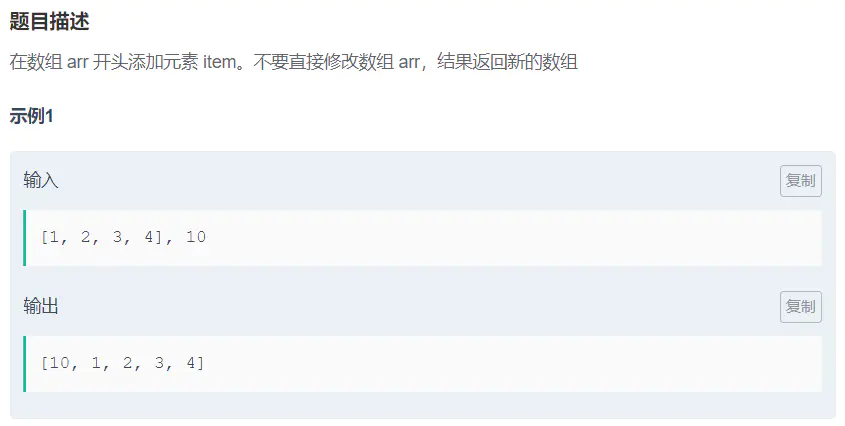 题目描述
在数组 arr 开头添加元素 item。不要直接修改数组 arr，结果返回新的数组
示例1
输入
复制
[1, 2, 3, 4], 10
输出
复制
[10, 1, 2, 3, 4]